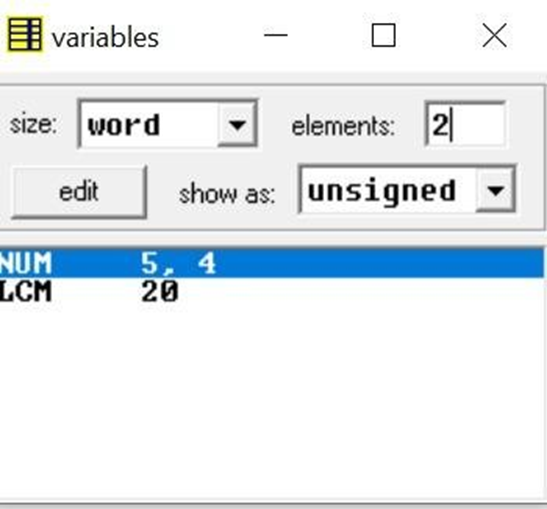 variables
size: word elements: 2
edit show as: unsigned
NUM 5, 4
LCM 20